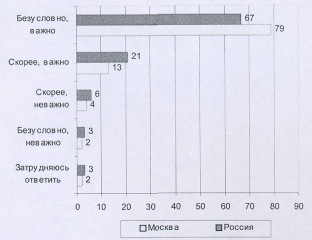 Безусловно,
важно
67
79
Скорее, важно
21
13
Скорее,
неважно
6
4
Безусловно,
неважно
3
2
Затрудняюсь
ответить
3
2
0 10 20 30 40 50 60 70 80 90
Москва Россия